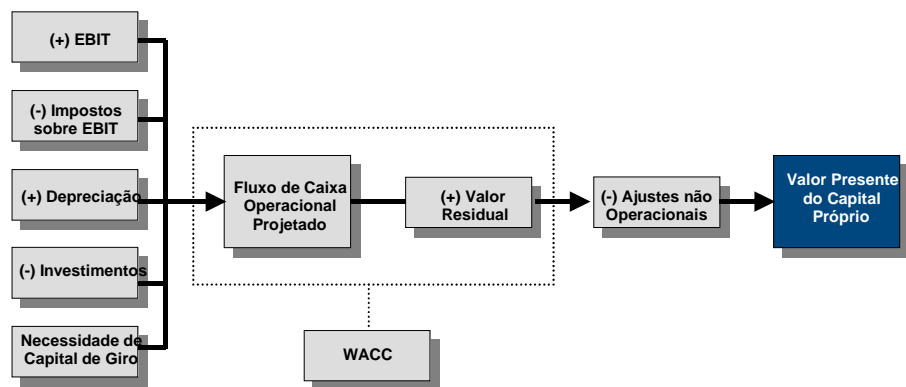 (+) EBIT
(-) Impostos
sobre EBIT
(+) Depreciação
(-) Investimentos
Necessidade de
Capital de Giro
Fluxo de Caixa
Operacional
Projetado
(+) Valor
Residual
WACC
(-) Ajustes não
Operacionais
Valor Presente
do Capital
Próprio